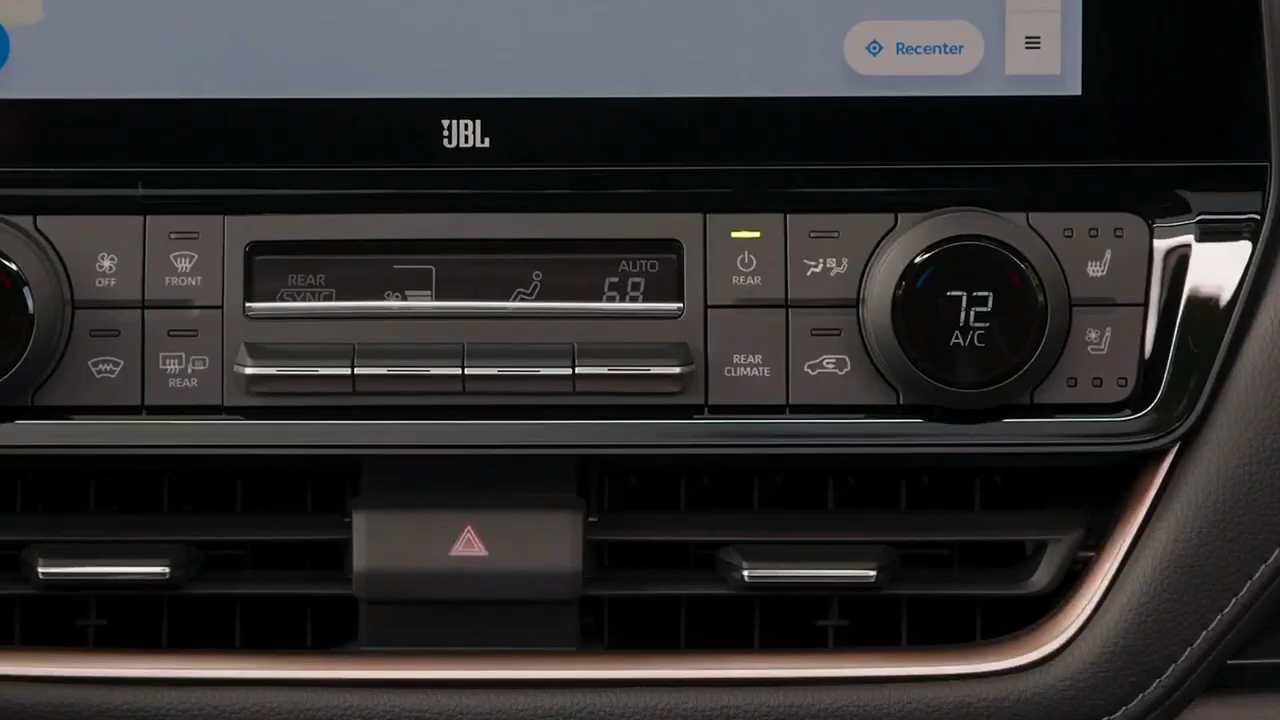 Recenter
JBL
OFF
FRONT
REAR
REAR
SYNC
AUTO
68
REAR
REAR
CLIMATE
72
A/C